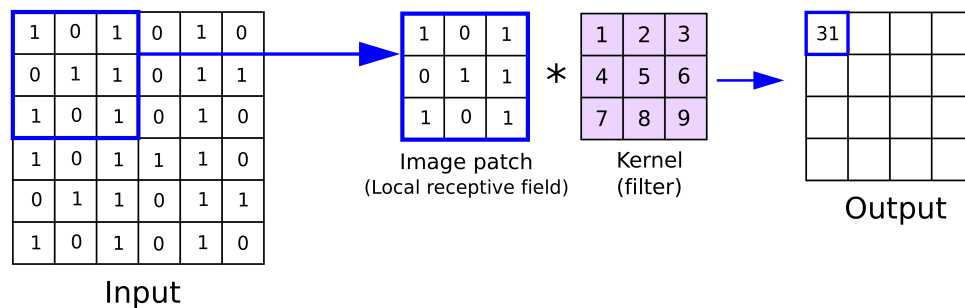 1 0 1 0 1 0
0 1 1 0 1 1
1 0 1 0 1 0
1 0 1 1 1 0
0 1 1 0 1 1
1 0 1 0 1 0
Input
1 0 1
0 1 1
1 0 1
Image patch
(Local receptive field)
*
1 2 3
4 5 6
7 8 9
Kernel
(filter)
31
Output